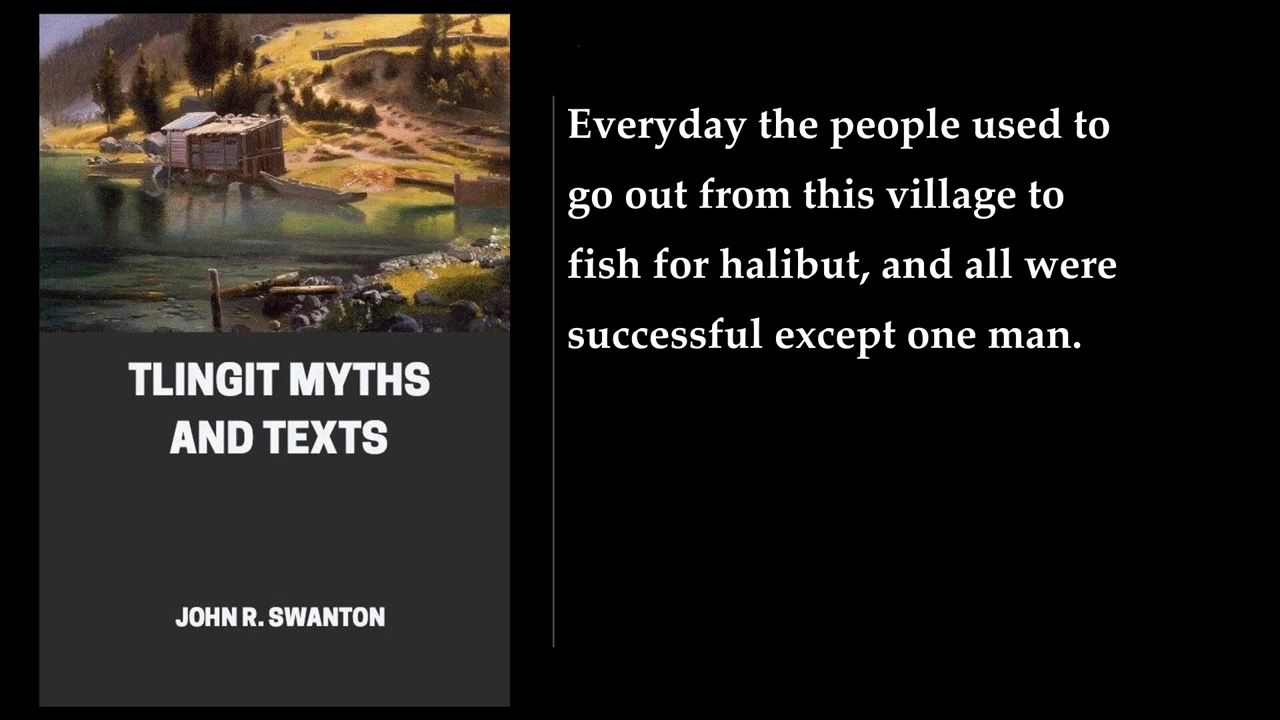 TLINGIT MYTHS
AND TEXTS
JOHN R. SWANTON
Everyday the people used to
go out from this village to
fish for halibut, and all were
successful except one man.